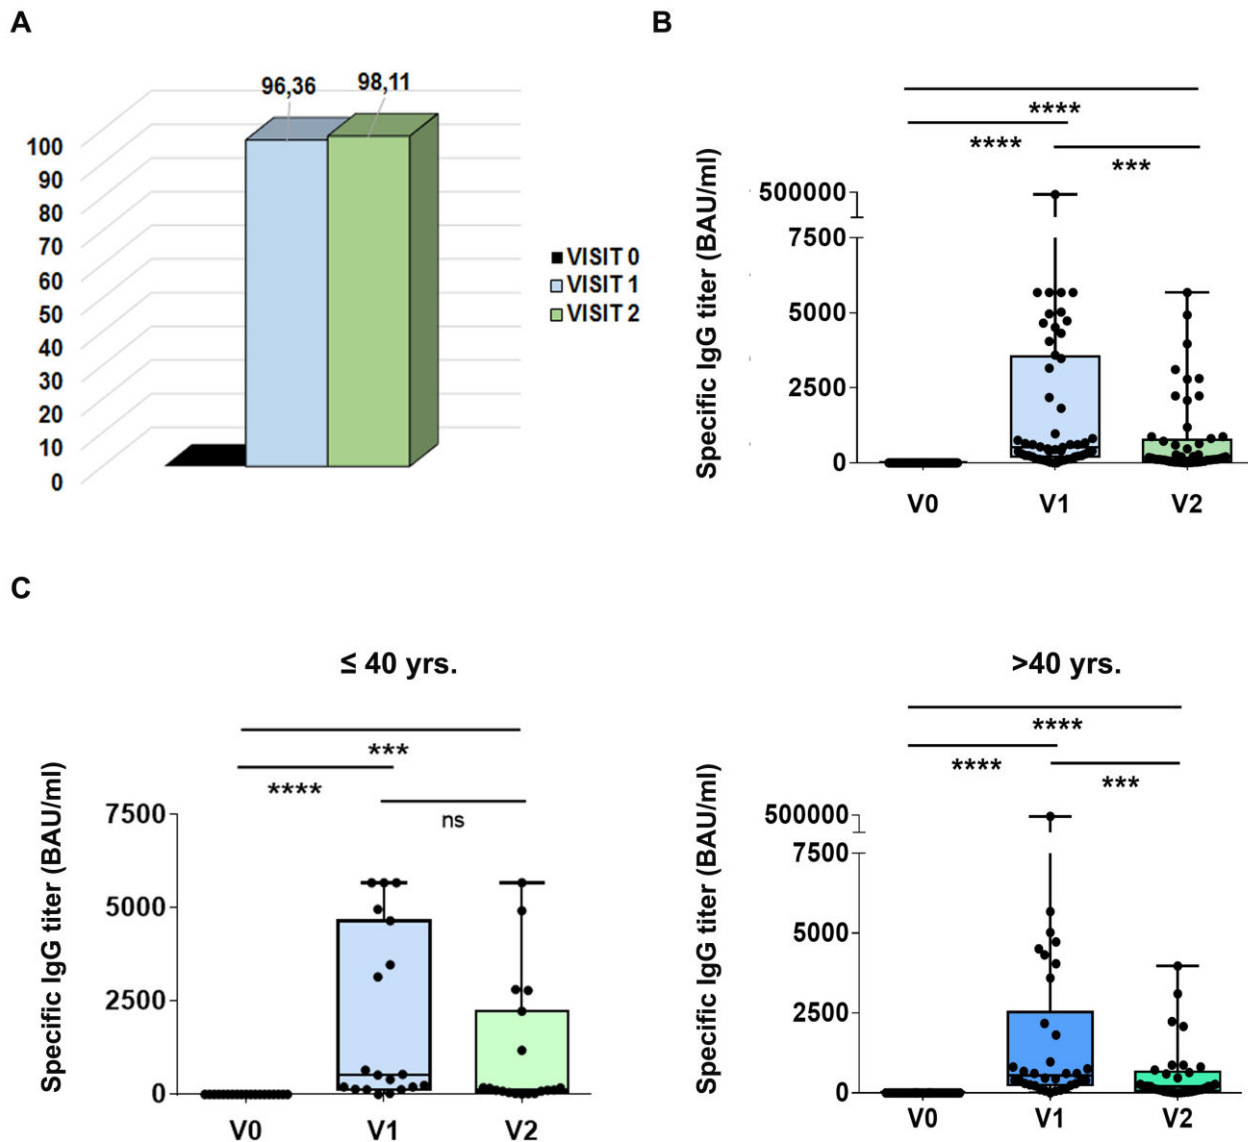 A
96,36
98,11
100
90
80
70
60
50
40
30
20
10
0
VISIT 0
VISIT 1
VISIT 2
B
****
****
***
Specific IgG titer (BAU/ml)
500000
7500
5000
2500
0
V0 V1 V2
C
≤ 40 yrs.
***
****
ns
Specific IgG titer (BAU/ml)
7500
5000
2500
0
V0 V1 V2
>40 yrs.
****
****
***
Specific IgG titer (BAU/ml)
500000
7500
5000
2500
0
V0 V1 V2